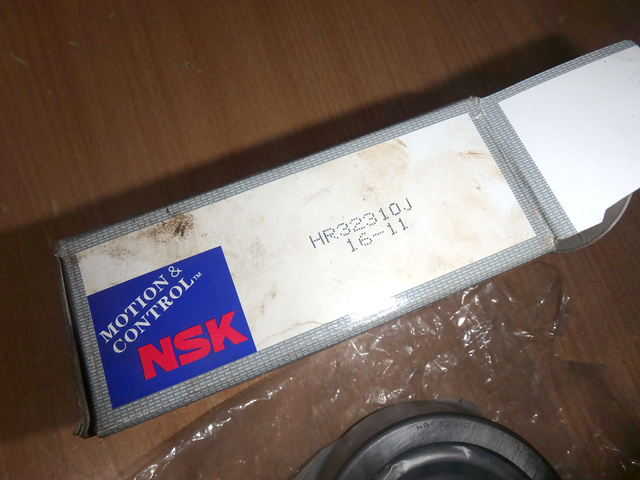 HR32310J
16-11
MOTION &
CONTROL™
NSK